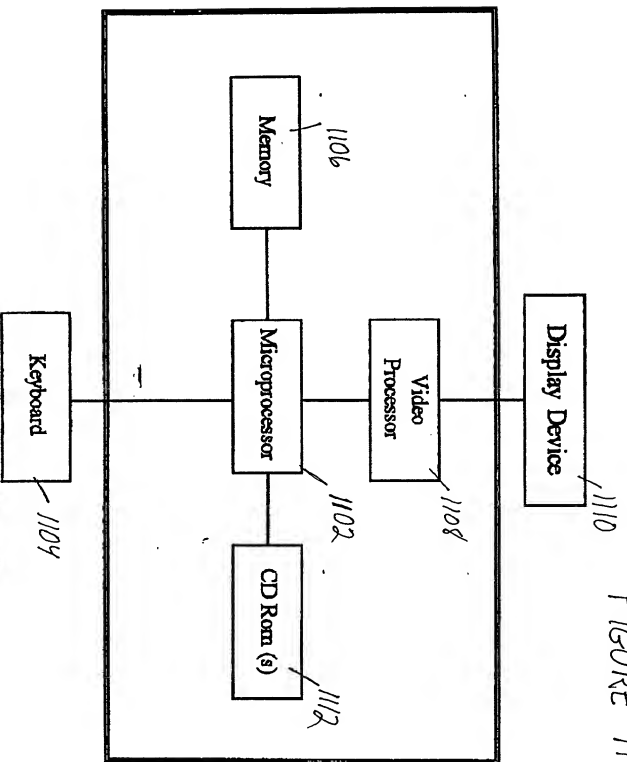 FIGURE 11
1110
Display Device
1108
Video
Processor
1106
1102
1112
Memory
Microprocessor
CD Rom (s)
1104
Keyboard